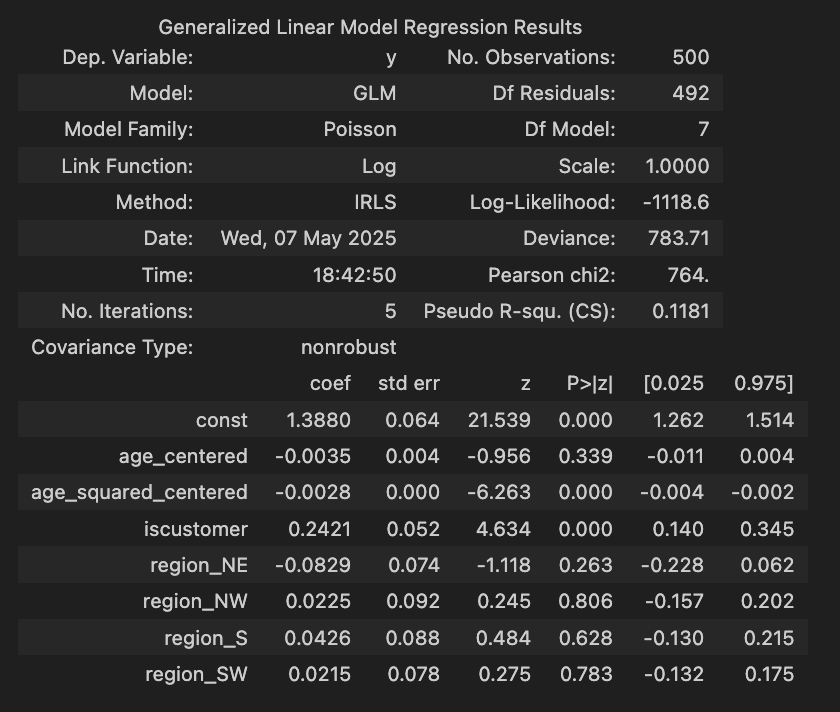 Generalized Linear Model Regression Results
Dep. Variable: y No. Observations: 500
Model: GLM Df Residuals: 492
Model Family: Poisson Df Model: 7
Link Function: Log Scale: 1.0000
Method: IRLS Log-Likelihood: -1118.6
Date: Wed, 07 May 2025 Deviance: 783.71
Time: 18:42:50 Pearson chi2: 764.
No. Iterations: 5 Pseudo R-squ. (CS): 0.1181
Covariance Type: nonrobust
coef std err z P>|z| [0.025 0.975]
const 1.3880 0.064 21.539 0.000 1.262 1.514
age_centered -0.0035 0.004 -0.956 0.339 -0.011 0.004
age_squared_centered -0.0028 0.000 -6.263 0.000 -0.004 -0.002
iscustomer 0.2421 0.052 4.634 0.000 0.140 0.345
region_NE -0.0829 0.074 -1.118 0.263 -0.228 0.062
region_NW 0.0225 0.092 0.245 0.806 -0.157 0.202
region_S 0.0426 0.088 0.484 0.628 -0.130 0.215
region_SW 0.0215 0.078 0.275 0.783 -0.132 0.175